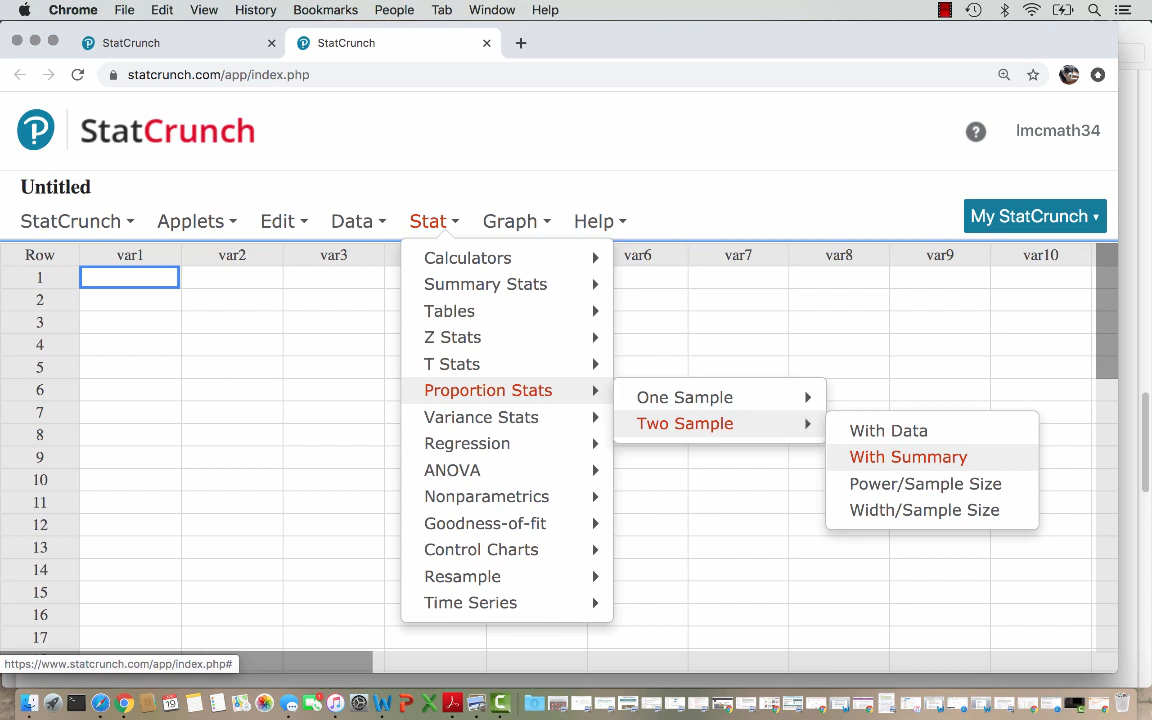 Chrome File Edit View History Bookmarks People Tab Window Help
StatCrunch StatCrunch
statcrunch.com/app/index.php
P StatCrunch lmcmath34
Untitled
StatCrunch Applets Edit Data Stat Graph Help My StatCrunch
Row var1 var2 var3 var6 var7 var8 var9 var10
1
2
3
4
5
6
7
8
9
10
11
12
13
14
15
16
17
Calculators
Summary Stats
Tables
Z Stats
T Stats
Proportion Stats
Variance Stats
Regression
ANOVA
Nonparametrics
Goodness-of-fit
Control Charts
Resample
Time Series
One Sample
Two Sample
With Data
With Summary
Power/Sample Size
Width/Sample Size
https://www.statcrunch.com/app/index.php#